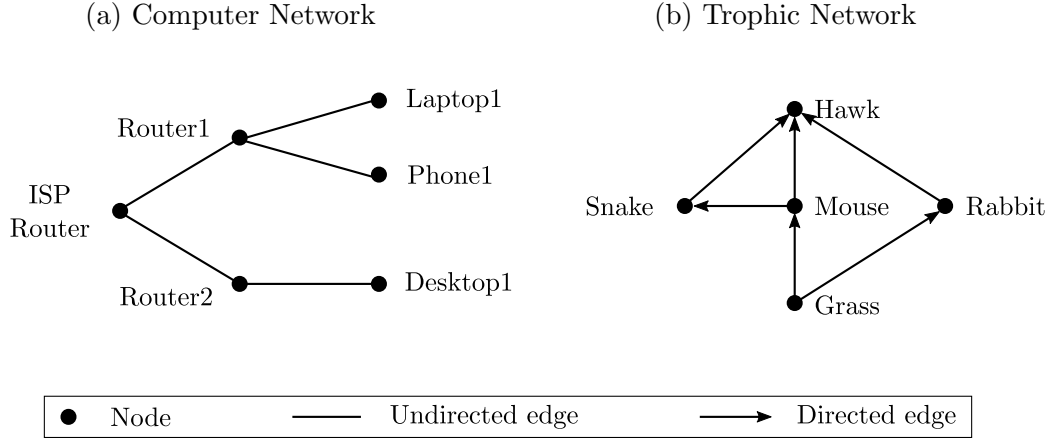 (a) Computer Network
(b) Trophic Network
Laptop1
Router1
Phone1
ISP
Router
Router2
Desktop1
Hawk
Snake
Mouse
Rabbit
Grass
Node
Undirected edge
Directed edge